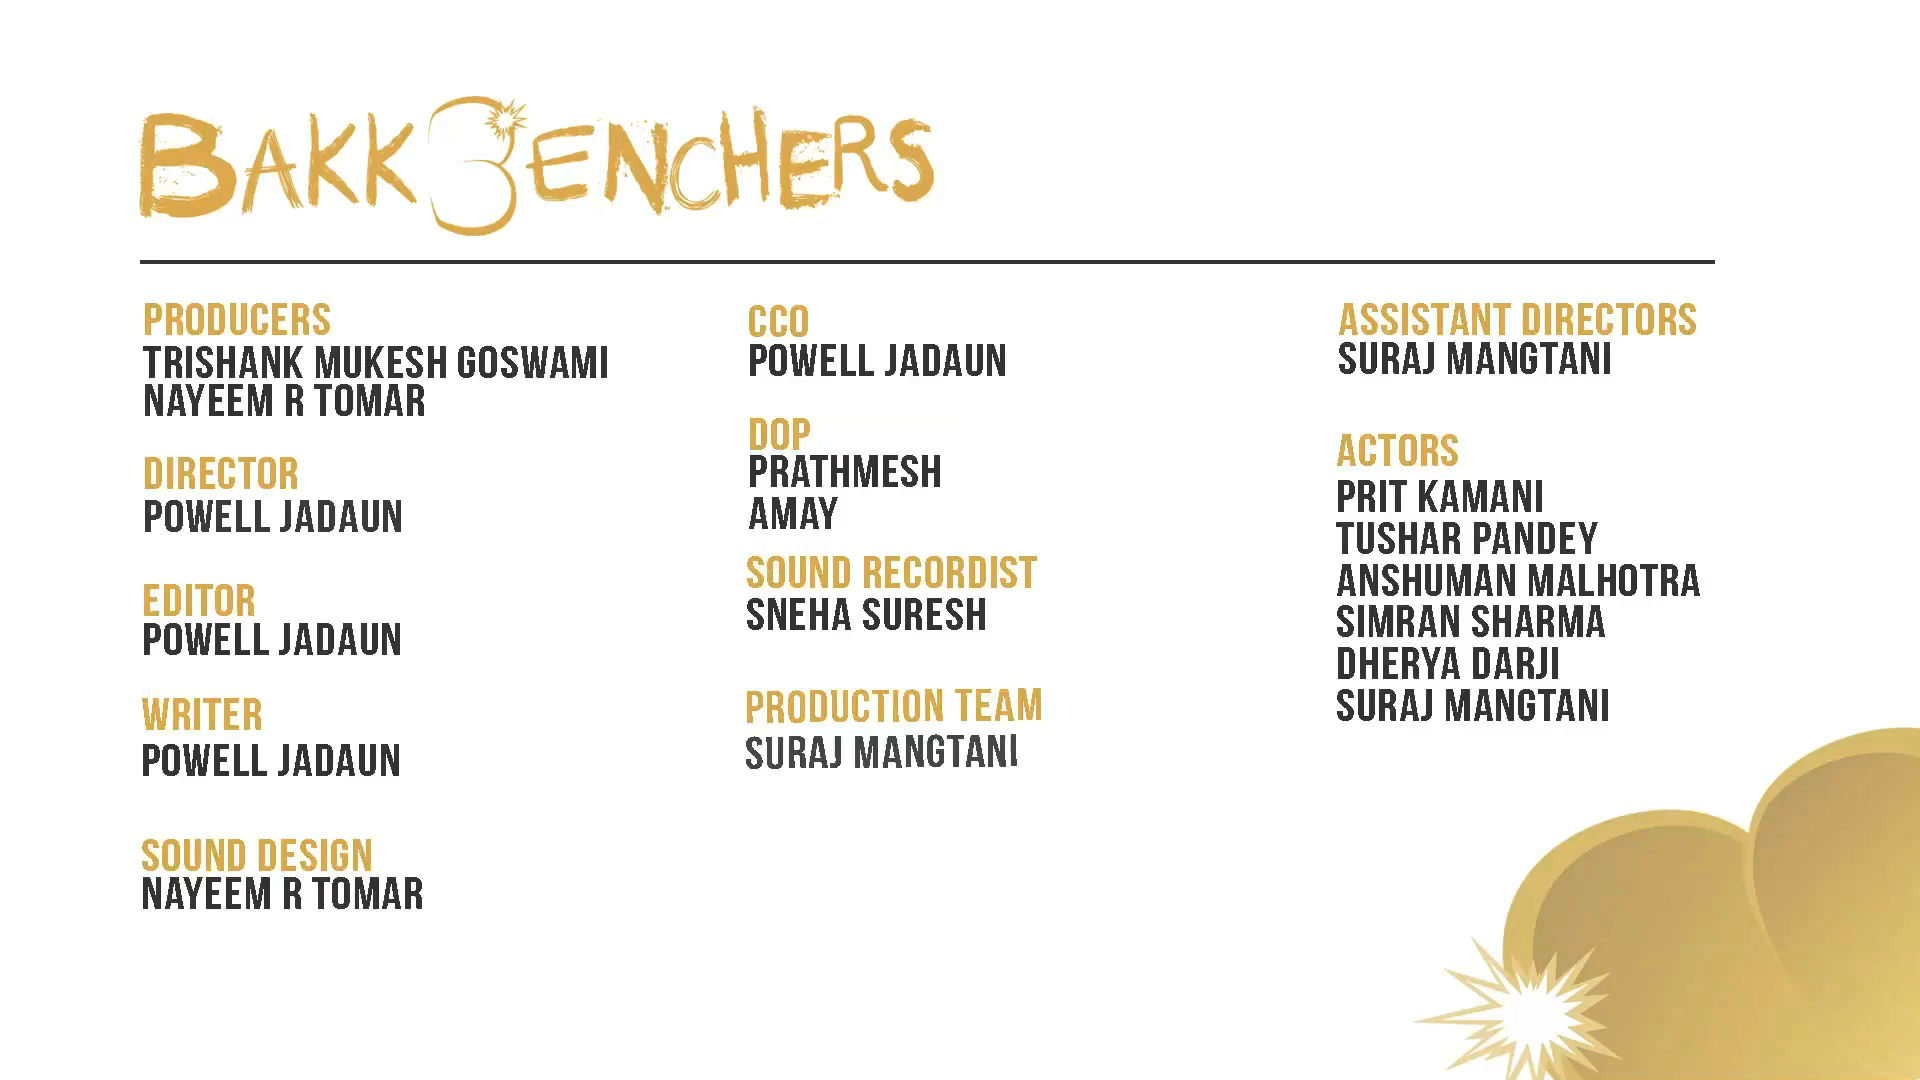 BAKKBENCHERS
PRODUCERS
TRISHANK MUKESH GOSWAMI
NAYEEM R TOMAR
DIRECTOR
POWELL JADAUN
EDITOR
POWELL JADAUN
WRITER
POWELL JADAUN
SOUND DESIGN
NAYEEM R TOMAR
CCO
POWELL JADAUN
DOP
PRATHMESH
AMAY
SOUND RECORDIST
SNEHA SURESH
PRODUCTION TEAM
SURAJ MANGTANI
ASSISTANT DIRECTORS
SURAJ MANGTANI
ACTORS
PRIT KAMANI
TUSHAR PANDEY
ANSHUMAN MALHOTRA
SIMRAN SHARMA
DHERYA DARJI
SURAJ MANGTANI